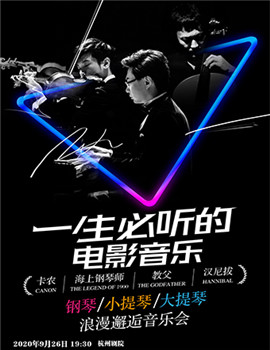 一生必听的
电影音乐
卡农 海上钢琴师 教父 汉尼拔
CANON THE LEGEND OF 1900 THE GODFATHER HANNIBAL
钢琴/小提琴/大提琴
浪漫邂逅音乐会
2020年9月26日 19:30 杭州剧院